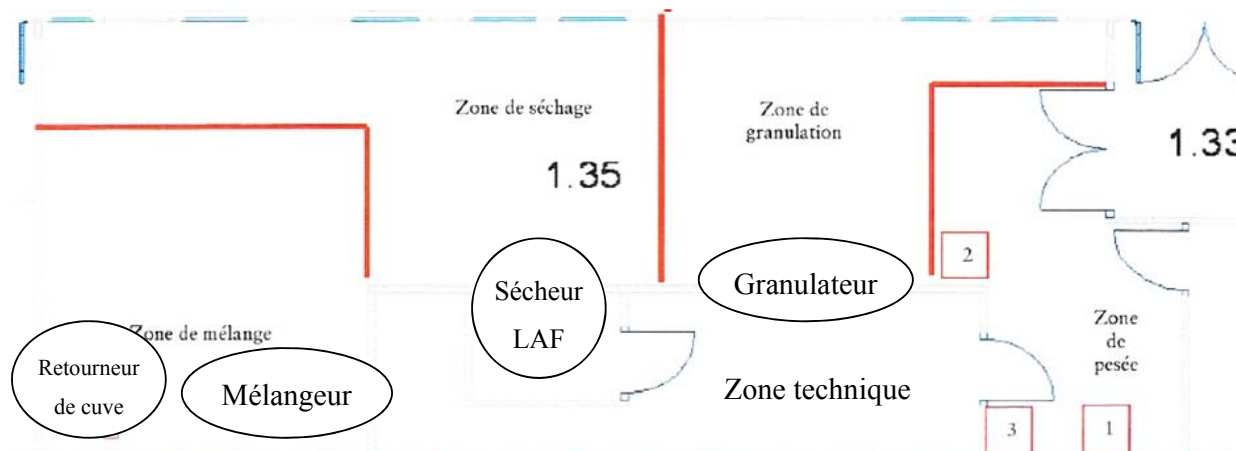 Zone de séchage
Zone de
granulation
1.35
1.33
2
Sécheur
LAF
Granulateur
Zone de mélange
Zone
de
pesée
Retourneur
de cuve
Mélangeur
Zone technique
3
1